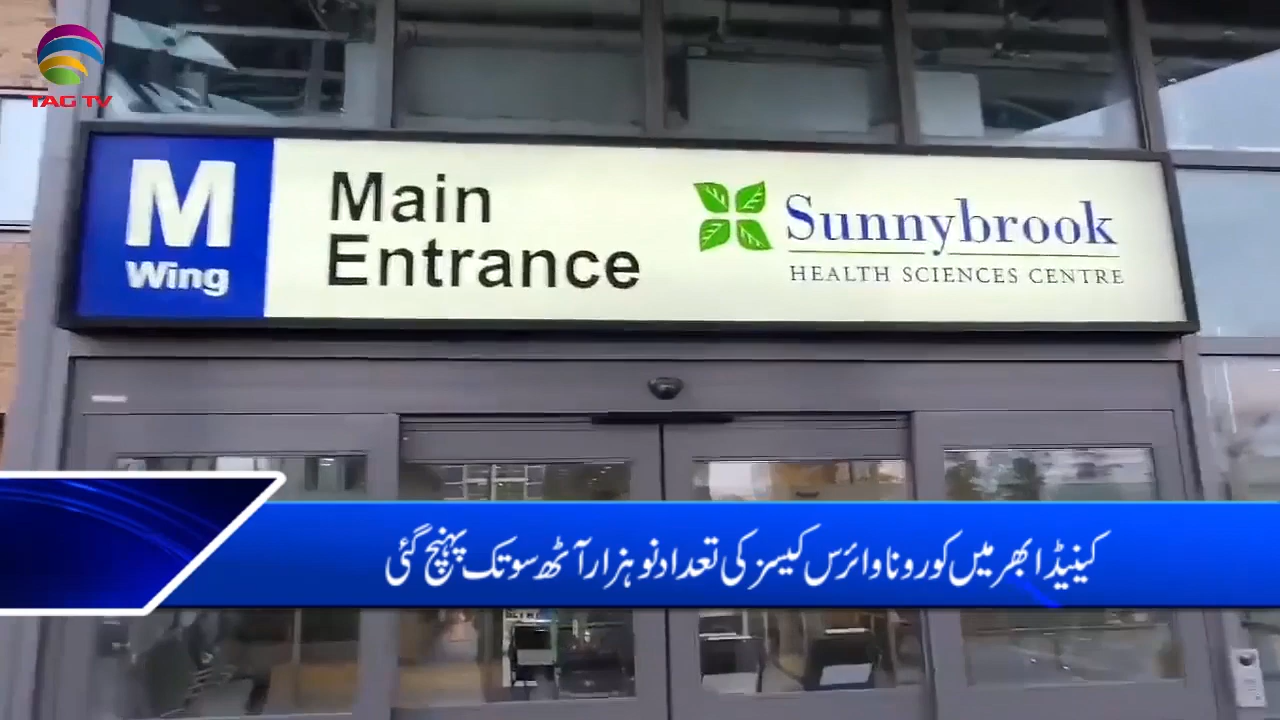 TAG TV
M
Wing
Main
Entrance
Sunnybrook
HEALTH SCIENCES CENTRE
کینیڈا بھر میں کورونا وائرس کیسز کی تعداد نو ہزار آٹھ سو تک پہنچ گئی